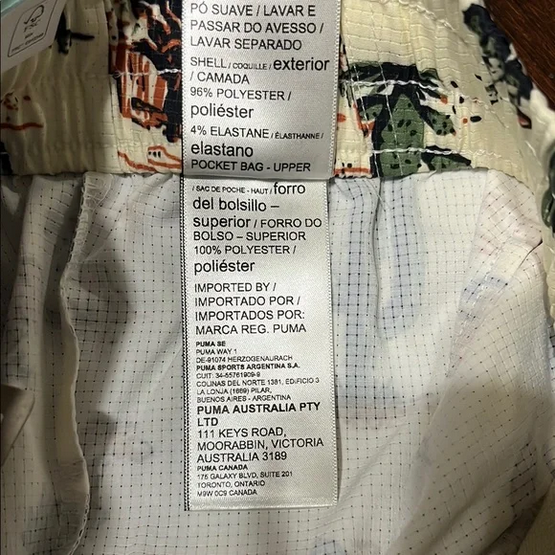 FSC
PÓ SUAVE / LAVAR E
PASSAR DO AVESSO /
LAVAR SEPARADO
SHELL / COQUILLE / exterior
/ CAMADA
96% POLYESTER /
poliéster
4% ELASTANE / ÉLASTHANNE /
elastano
POCKET BAG - UPPER
/ SAC DE POCHE - HAUT / forro
del bolsillo –
superior / FORRO DO
BOLSO – SUPERIOR
100% POLYESTER /
poliéster
IMPORTED BY /
IMPORTADO POR /
IMPORTADOS POR:
MARCA REG. PUMA
PUMA SE
PUMA WAY 1
DE-91074 HERZOGENAURACH
PUMA SPORTS ARGENTINA S.A.
CUIT: 34-55761909-9
COLINAS DEL NORTE 1381, EDIFICIO 3
LA LONJA (1669) PILAR,
BUENOS AIRES - ARGENTINA
PUMA AUSTRALIA PTY
LTD
111 KEYS ROAD,
MOORABBIN, VICTORIA
AUSTRALIA 3189
PUMA CANADA
175 GALAXY BLVD, SUITE 201
TORONTO, ONTARIO
M9W 0C9 CANADA